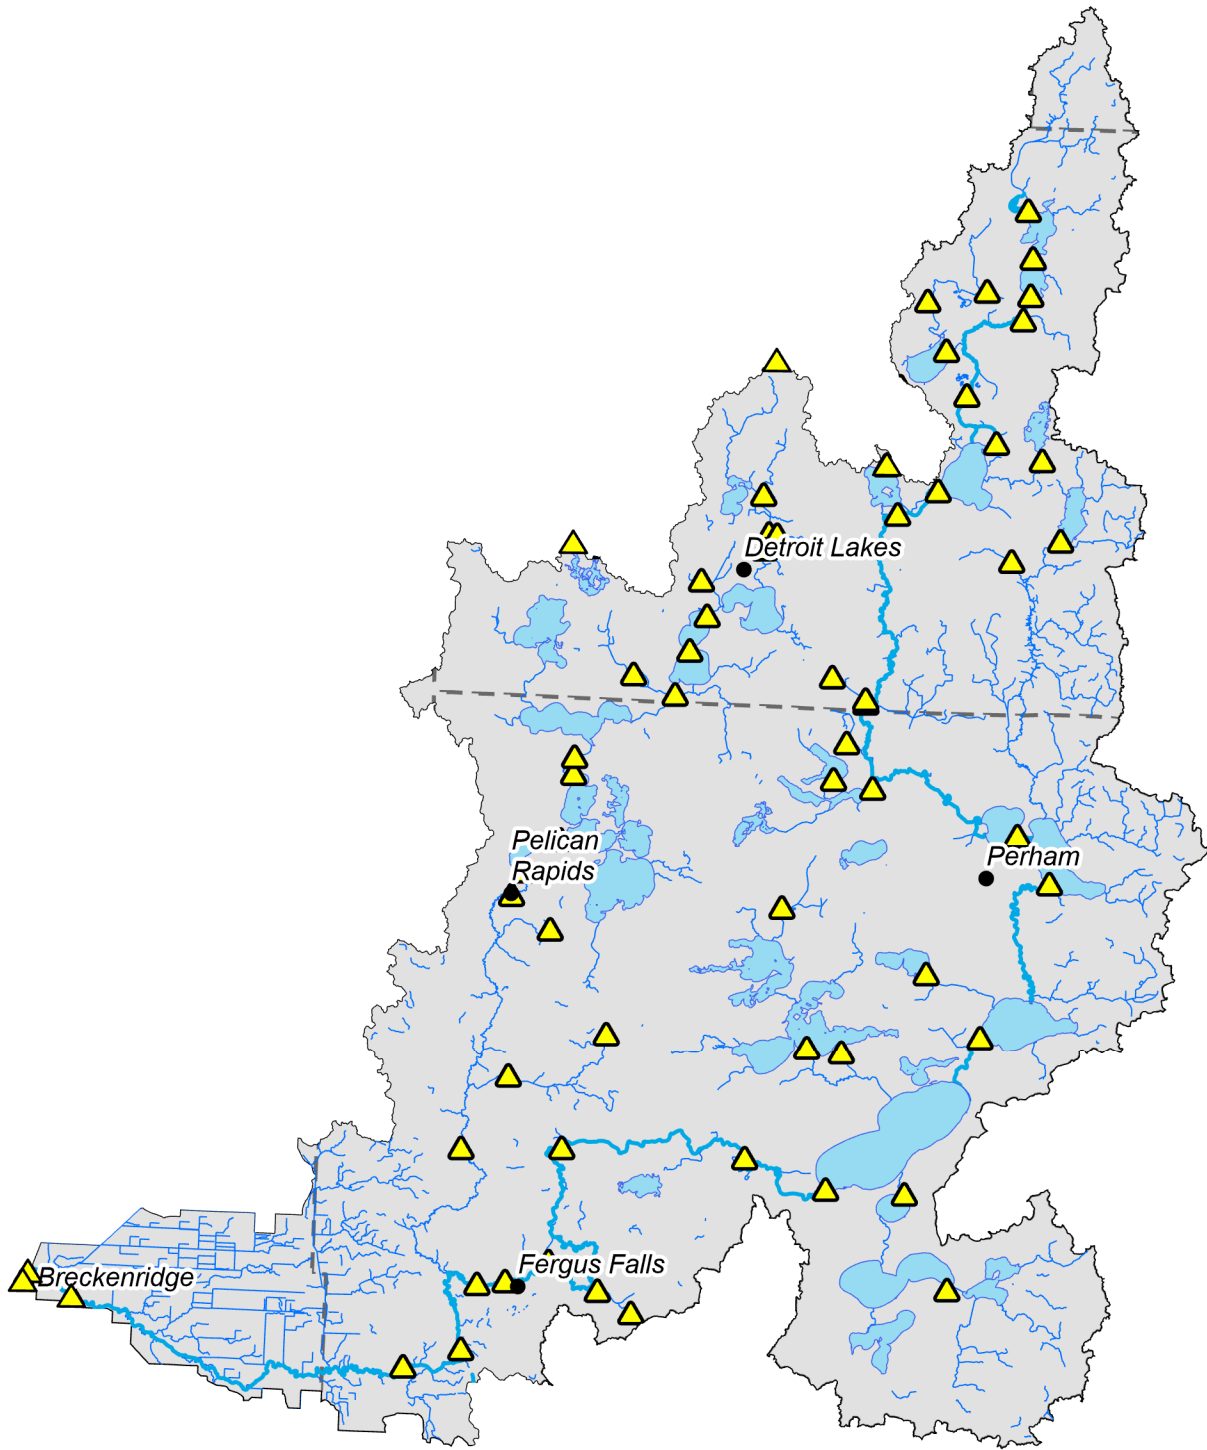 Detroit Lakes
Pelican
Rapids
Perham
Fergus Falls
Breckenridge